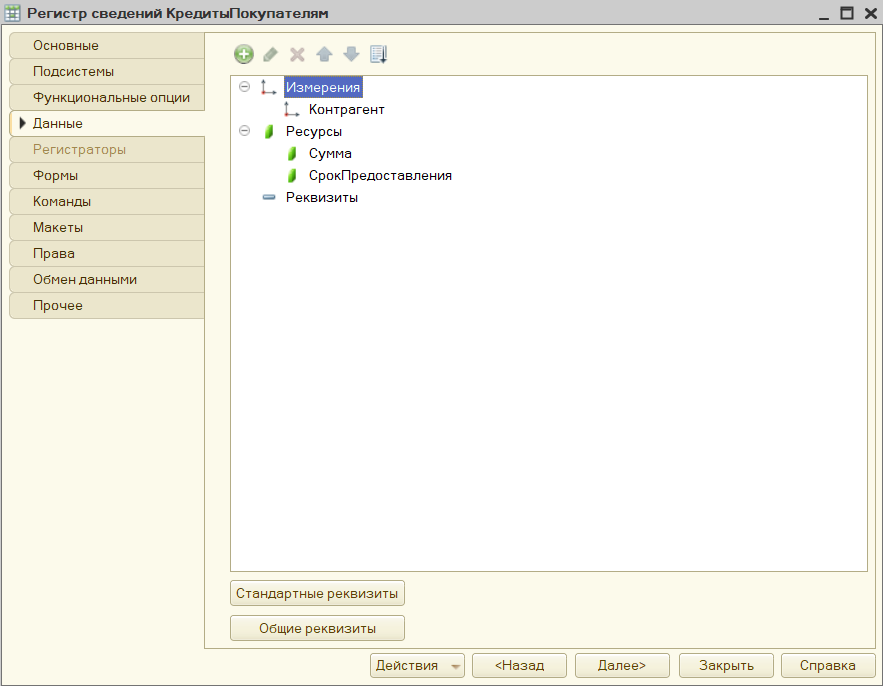 Регистр сведений КредитыПокупателям
Основные
Подсистемы
Функциональные опции
Данные
Регистраторы
Формы
Команды
Макеты
Права
Обмен данными
Прочее
Измерения
Контрагент
Ресурсы
Сумма
СрокПредоставления
Реквизиты
Стандартные реквизиты
Общие реквизиты
Действия <Назад Далее> Закрыть Справка